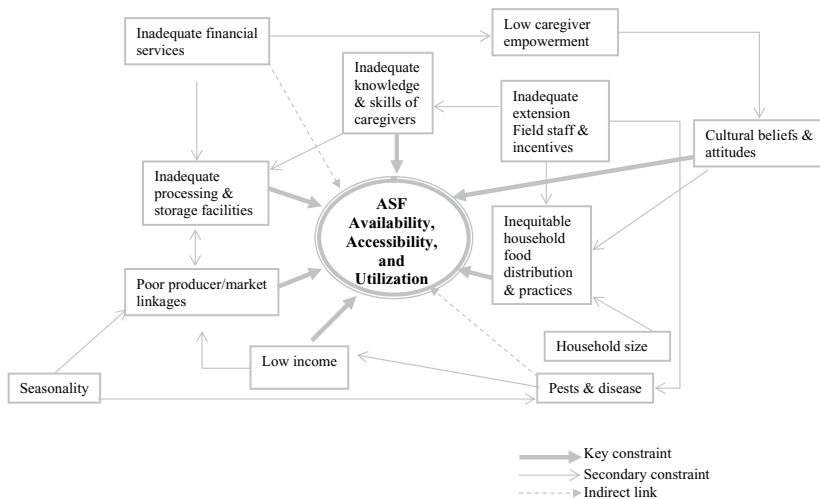 Inadequate financial
services
Low caregiver
empowerment
Inadequate
knowledge
& skills of
caregivers
Inadequate
extension
Field staff &
incentives
Cultural beliefs &
attitudes
Inadequate
processing &
storage facilities
ASF
Availability,
Accessibility,
and
Utilization
Inequitable
household
food
distribution
& practices
Poor producer/market
linkages
Household size
Low income
Seasonality
Pests & disease
Key constraint
Secondary constraint
Indirect link